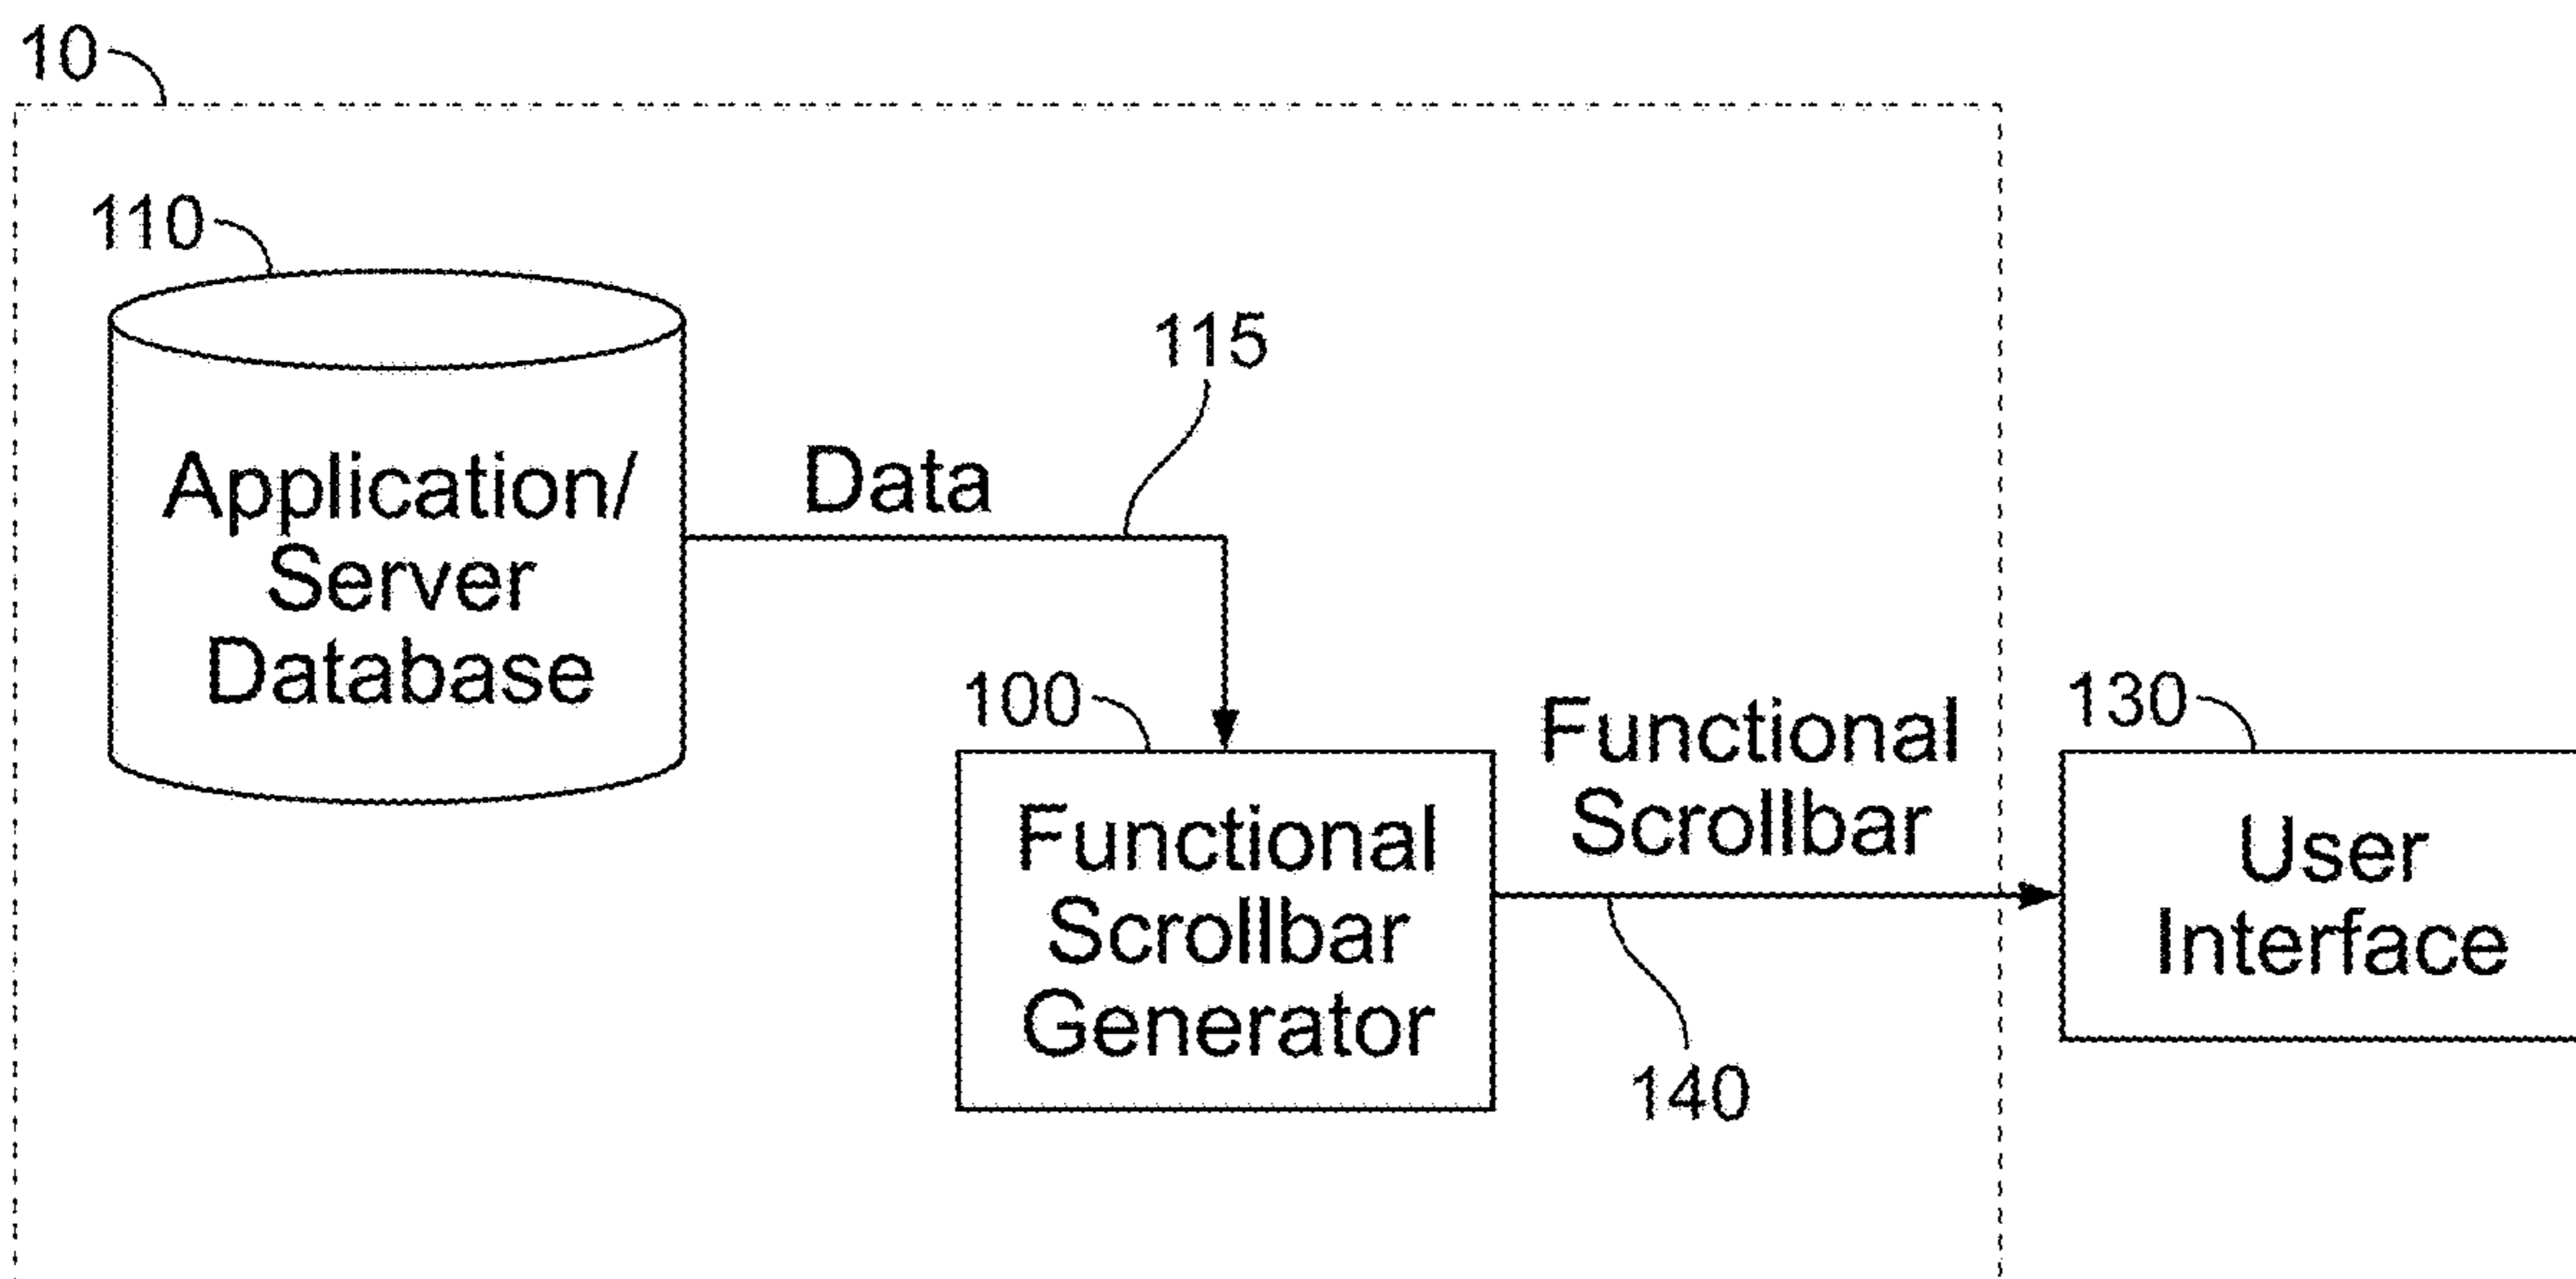 10
110
Application/
Server
Database
Data
115
100
Functional
Scrollbar
Generator
Functional
Scrollbar
140
130
User
Interface